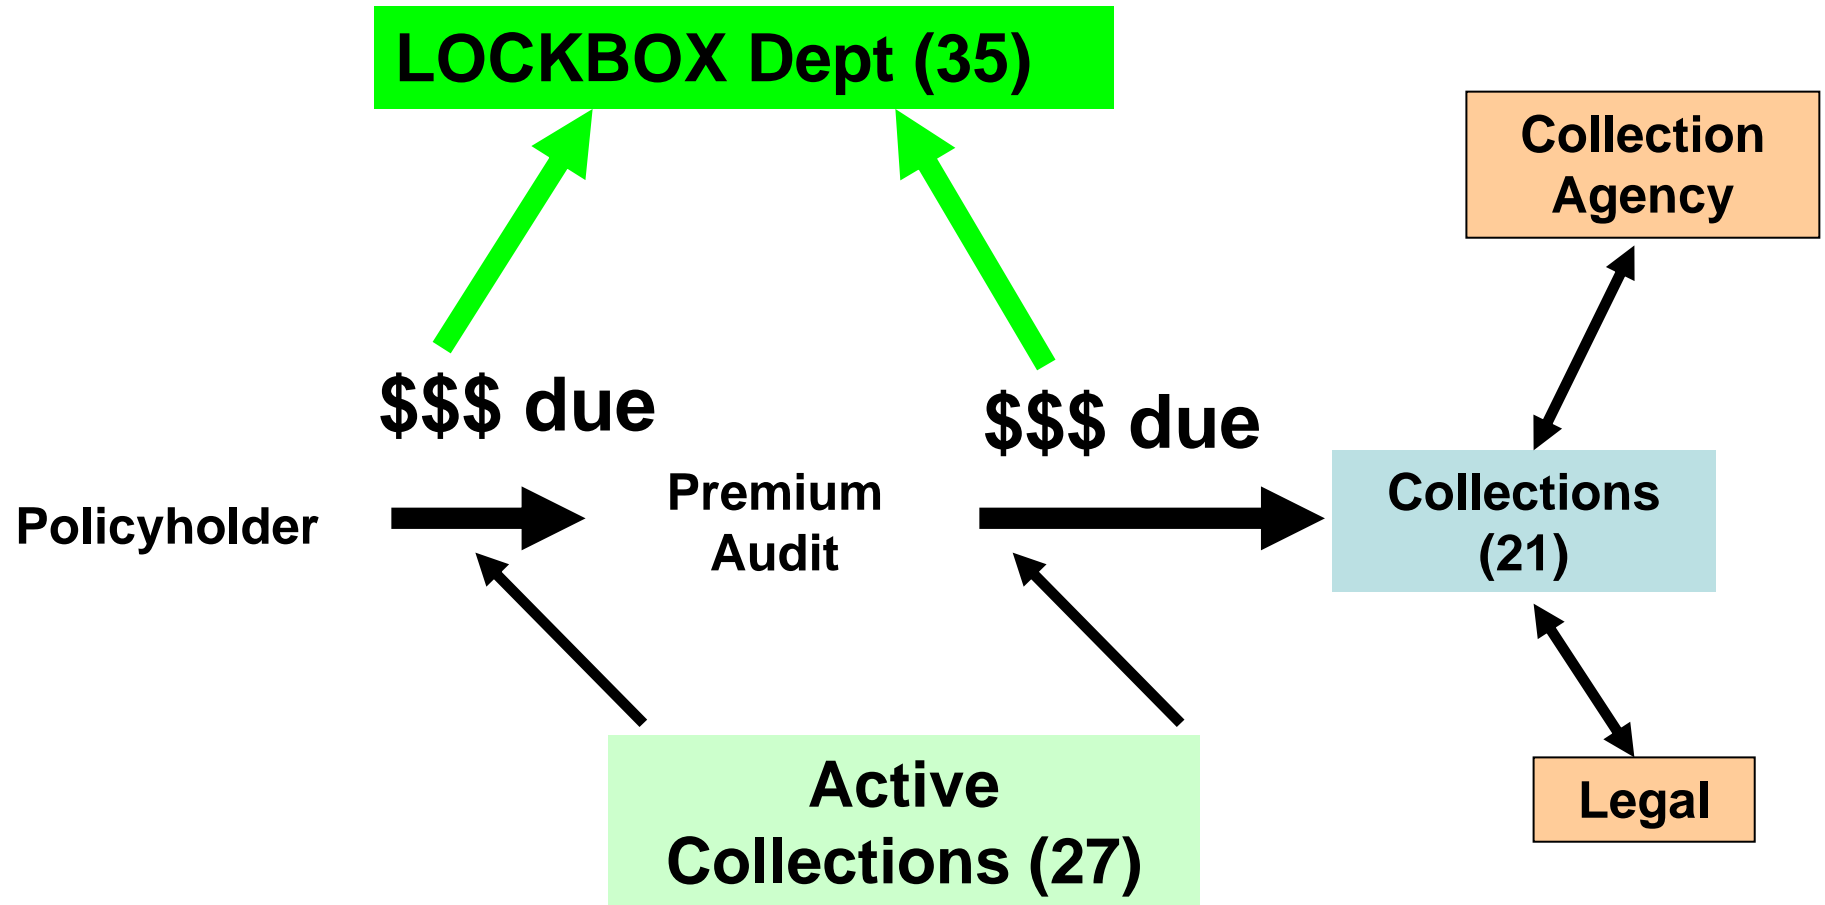 LOCKBOX Dept (35)
Collection
Agency
$$$ due
$$$ due
Policyholder
Premium
Audit
Collections
(21)
Active
Collections (27)
Legal